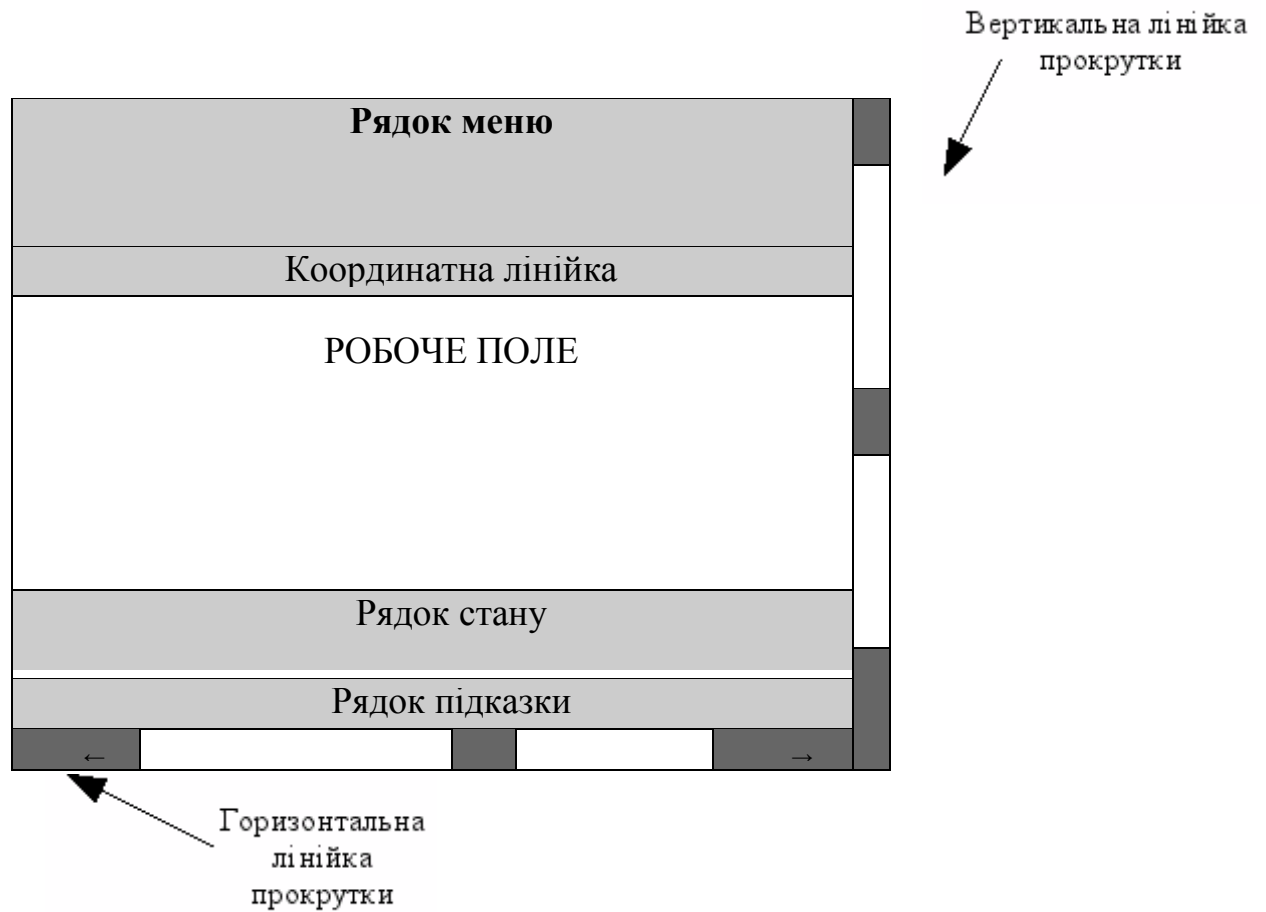 Вертикальна лінійка
прокрутки
Рядок меню
Координатна лінійка
РОБОЧЕ ПОЛЕ
Рядок стану
Рядок підказки
← →
Горизонтальна
лінійка
прокрутки